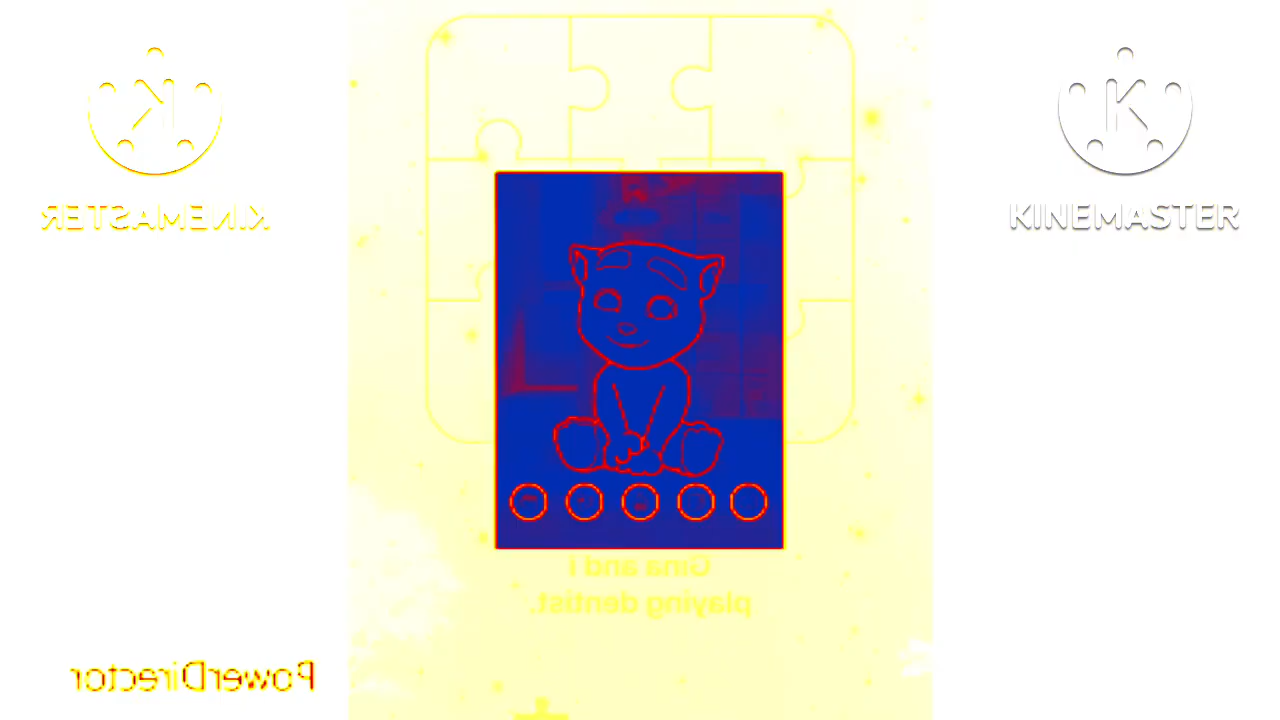 KINEMASTER
KINEMASTER
Gina and i
playing dentist.
PowerDirector